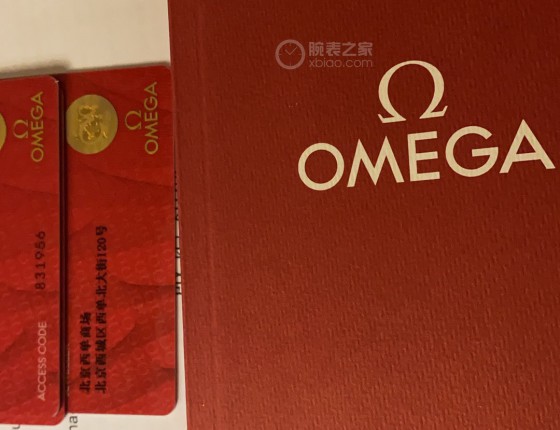 腕表之家
xbiao.com
Ω
OMEGA
OMEGA
ACCESS CODE 831986
OMEGA
北京西单商场
北京西城区西单北大街120号